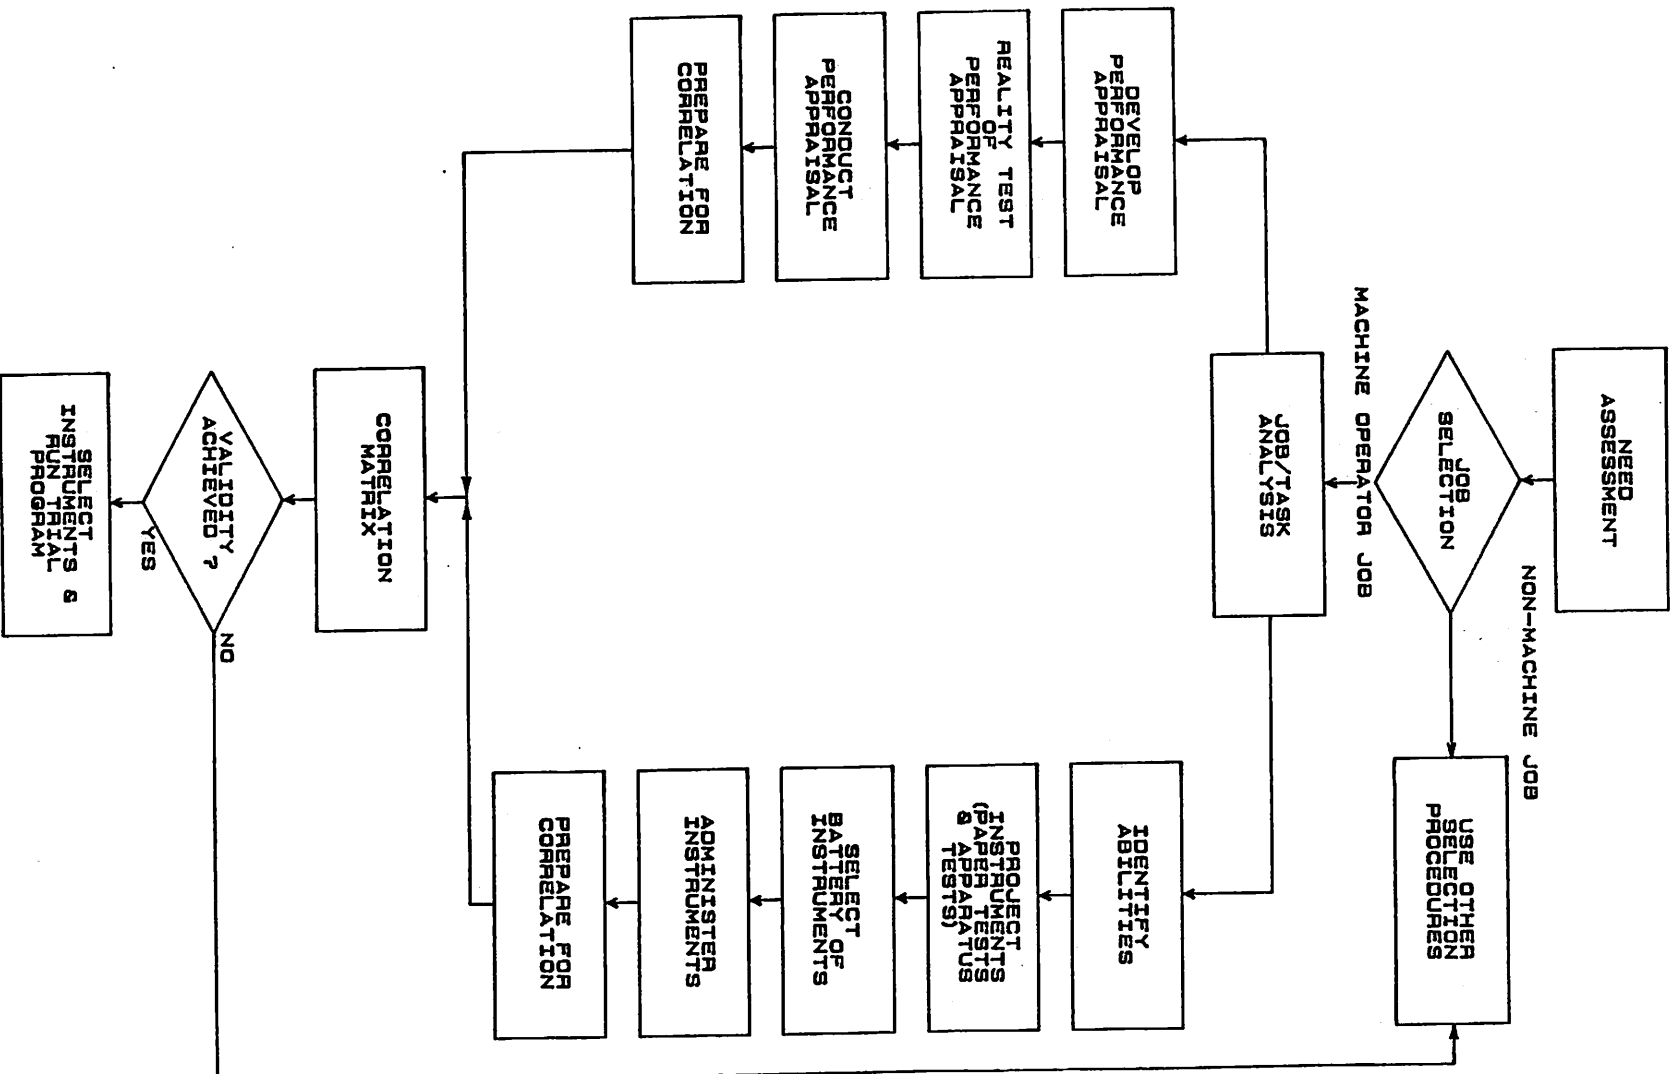 NEED
ASSESSMENT
JOB
SELECTION
NON-MACHINE JOB
USE OTHER
SELECTION
PROCEDURES
MACHINE OPERATOR JOB
JOB/TASK
ANALYSIS
DEVELOP
PERFORMANCE
APPRAISAL
REALITY TEST
OF
PERFORMANCE
APPRAISAL
CONDUCT
PERFORMANCE
APPRAISAL
PREPARE FOR
CORRELATION
IDENTIFY
ABILITIES
PROJECT
INSTRUMENTS
(PAPER TESTS
& APPARATUS
TESTS)
SELECT
BATTERY OF
INSTRUMENTS
ADMINISTER
INSTRUMENTS
PREPARE FOR
CORRELATION
CORRELATION
MATRIX
VALIDITY
ACHIEVED ?
NO
YES
SELECT
INSTRUMENTS &
RUN TRIAL
PROGRAM